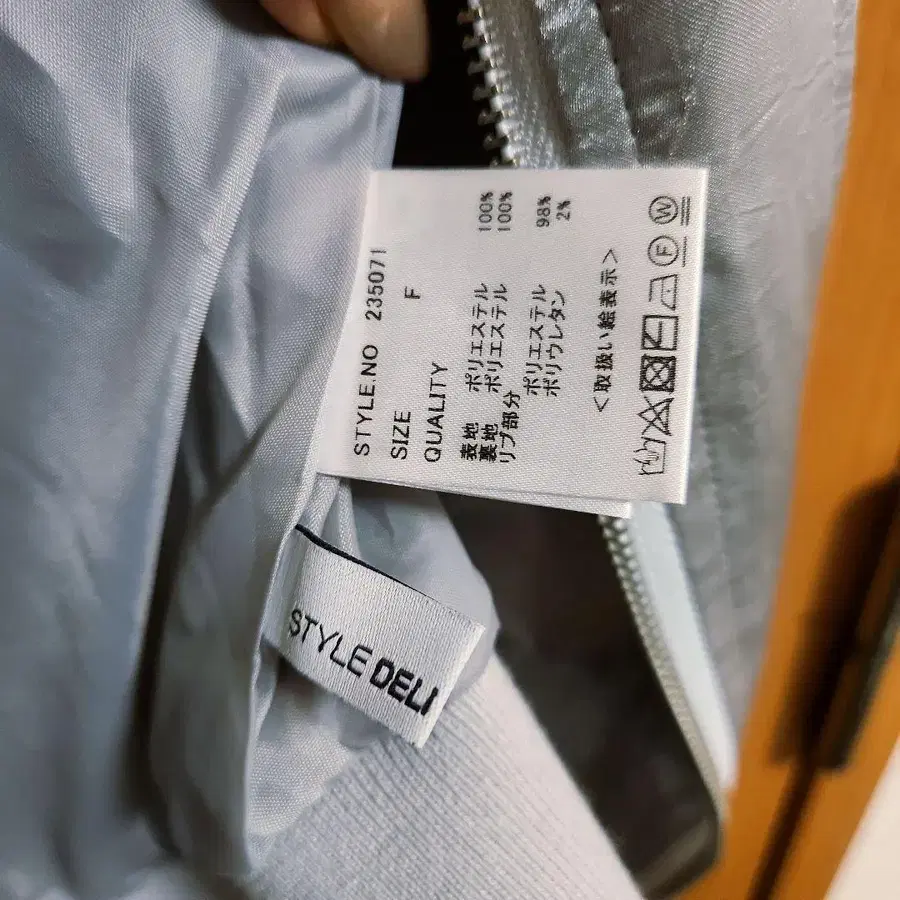 STYLE.NO 235071
SIZE F
QUALITY
表地 ポリエステル 100%
裏地 ポリエステル 100%
リブ部分
ポリエステル 98%
ポリウレタン 2%
<取扱い絵表示>
F W
STYLE DELI